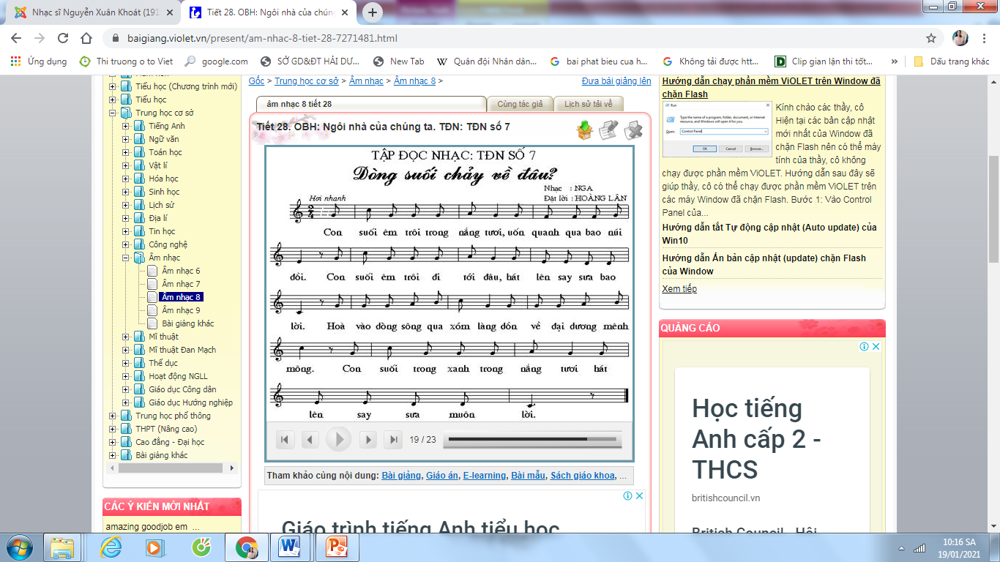 Nhạc sĩ Nguyễn Xuân Khoát (191
Tiết 28. OBH: Ngôi nhà của chúng
baigiang.violet.vn/present/am-nhac-8-tiet-28-7271481.html
Ứng dụng
Thi truong o to Viet
google.com
SỞ GD&ĐT HẢI DƯ...
New Tab
Quân đội Nhân dân...
bai phat bieu cua h...
Không tải được htt...
Clip gian lận thi tốt...
»
Dấu trang khác
Tiểu học (Chương trình mới)
Tiểu học
Trung học cơ sở
Tiếng Anh
Ngữ văn
Toán học
Vật lí
Hóa học
Sinh học
Lịch sử
Địa lí
Tin học
Công nghệ
Âm nhạc
Âm nhạc 6
Âm nhạc 7
Âm nhạc 8
Âm nhạc 9
Bài giảng khác
Mĩ thuật
Mĩ thuật Đan Mạch
Thể dục
Hoạt động NGLL
Giáo dục Công dân
Giáo dục Hướng nghiệp
Trung học phổ thông
THPT (Nâng cao)
Cao đẳng - Đại học
Bài giảng khác
CÁC Ý KIẾN MỚI NHẤT
amazing goodjob em ...
Gốc > Trung học cơ sở > Âm nhạc > Âm nhạc 8 >
Đưa bài giảng lên
âm nhạc 8 tiết 28
Cùng tác giả
Lịch sử tải về
Tiết 28. OBH: Ngôi nhà của chúng ta. TĐN: TĐN số 7
TẬP ĐỌC NHẠC: TĐN SỐ 7
Dòng suối chảy về đâu?
Nhạc : NGA
Hơi nhanh
Đặt lời : HOÀNG LÂN
2
4
Con suối êm trôi trong nắng tươi, uốn quanh qua bao núi
đồi. Con suối êm trôi đi tới đâu, hát lên say sưa bao
lời. Hoà vào dòng sông qua xóm làng dồn về đại dương mênh
mông. Con suối trong xanh trong nắng tươi hát
lên say sưa muôn lời.
19 / 23
Tham khảo cùng nội dung: Bài giảng, Giáo án, E-learning, Bài mẫu, Sách giáo khoa, ...
Giáo trình tiếng Anh tiểu học
Hướng dẫn chạy phần mềm ViOLET trên Window đã
chặn Flash
Run
Type the name of a program, folder, document, or Internet
resource, and Windows will open it for you.
Open:
Control Panel
OK
Cancel
Browse...
Kính chào các thầy, cô
Hiện tại các bản cập nhật
mới nhất của Window đã
chặn Flash nên có thể máy
tính của thầy, cô không
chạy được phần mềm ViOLET. Hướng dẫn sau đây sẽ
giúp thầy, cô có thể chạy được phần mềm ViOLET trên
các máy Window đã chặn Flash. Bước 1: Vào Control
Panel của...
Hướng dẫn tắt Tự động cập nhật (Auto update) của
Win10
Hướng dẫn Ẩn bản cập nhật (update) chặn Flash
của Window
Xem tiếp
QUẢNG CÁO
Học tiếng
Anh cấp 2 -
THCS
britishcouncil.vn
British Council - Hội
10:16 SA
19/01/2021